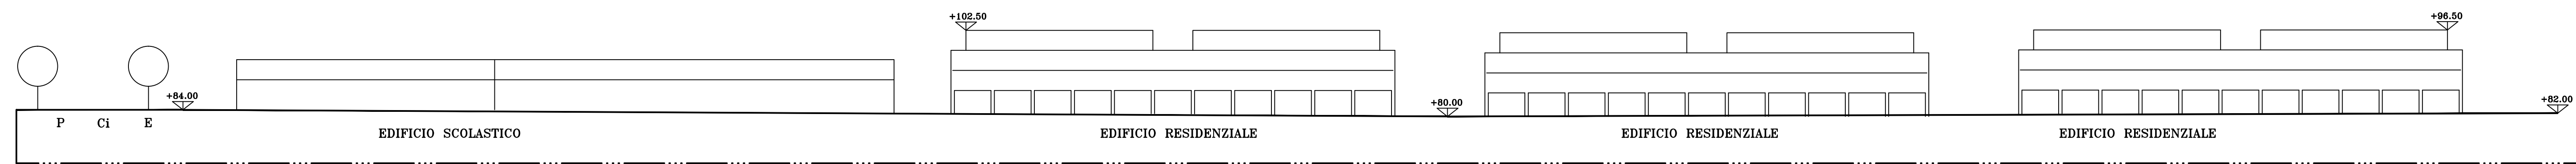 +102.50
+96.50
+84.00
+80.00
+82.00
P Ci E
EDIFICIO SCOLASTICO
EDIFICIO RESIDENZIALE
EDIFICIO RESIDENZIALE
EDIFICIO RESIDENZIALE